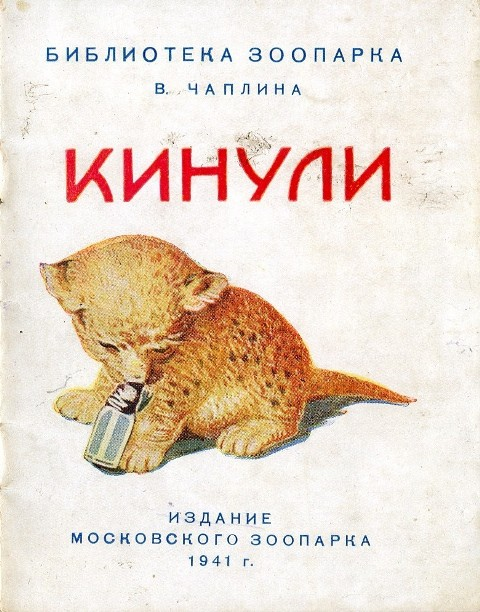 БИБЛИОТЕКА ЗООПАРКА
В. ЧАПЛИНА
КИНУЛИ
ИЗДАНИЕ
МОСКОВСКОГО ЗООПАРКА
1941 г.